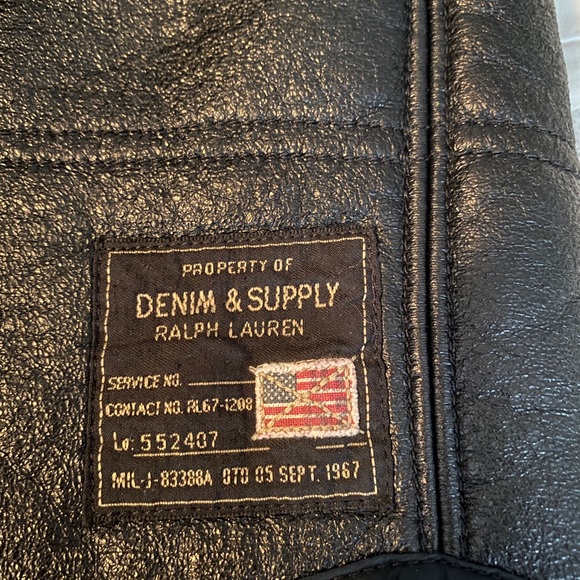 PROPERTY OF
DENIM & SUPPLY
RALPH LAUREN
SERVICE NO.
CONTACT NO. RL67-1208
Lo: 552407
MIL-J-83388A DTD 05 SEPT. 1967